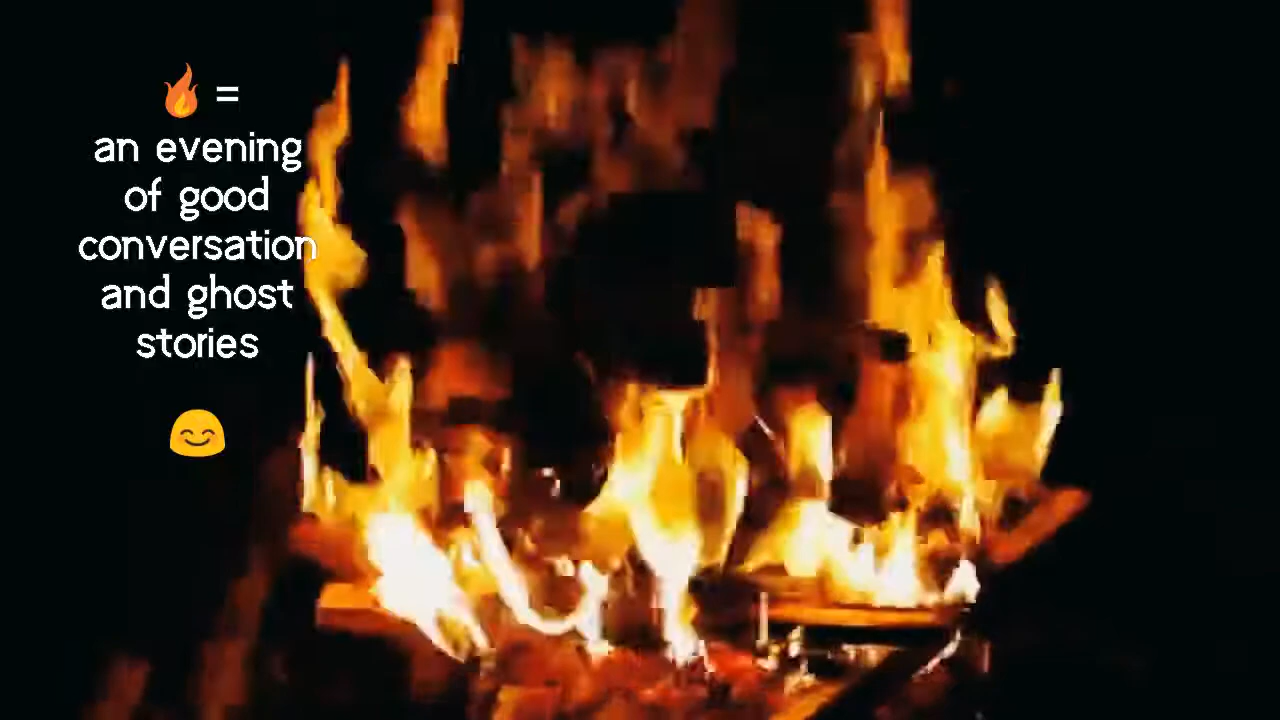 🔥 =
an evening
of good
conversation
and ghost
stories
😊